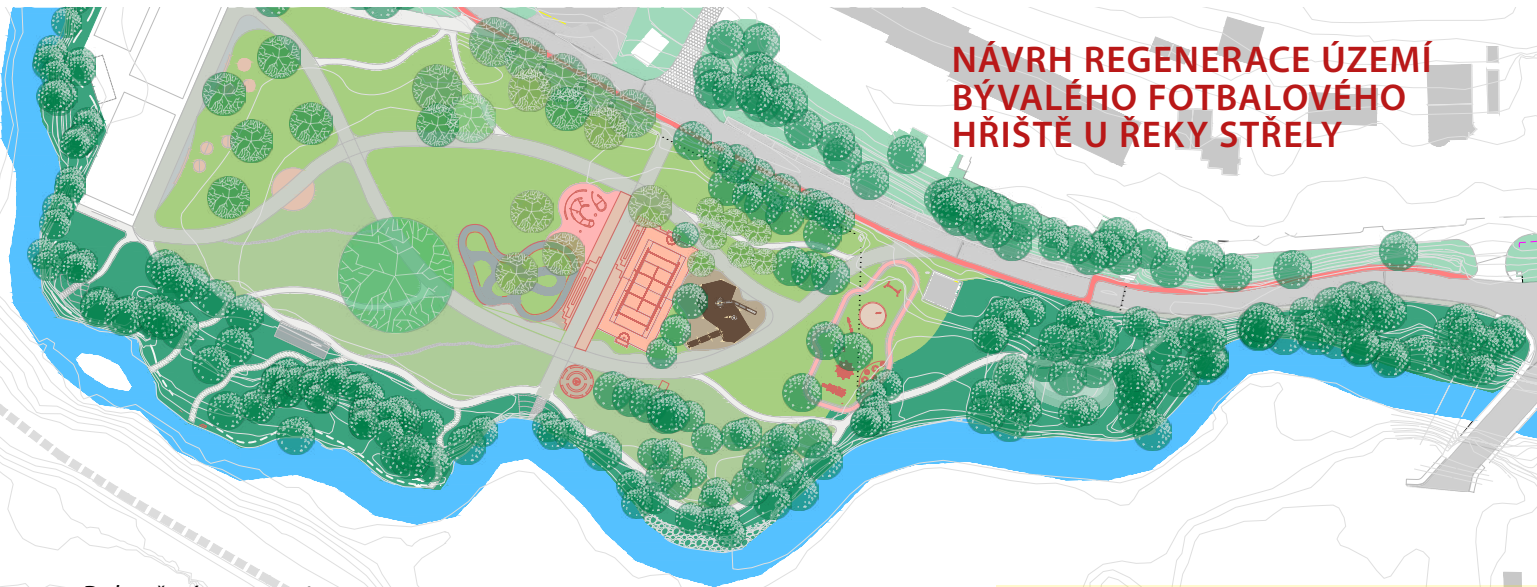 NÁVRH REGENERACE ÚZEMÍ
BÝVALÉHO FOTBALOVÉHO
HŘIŠTĚ U ŘEKY STŘELY